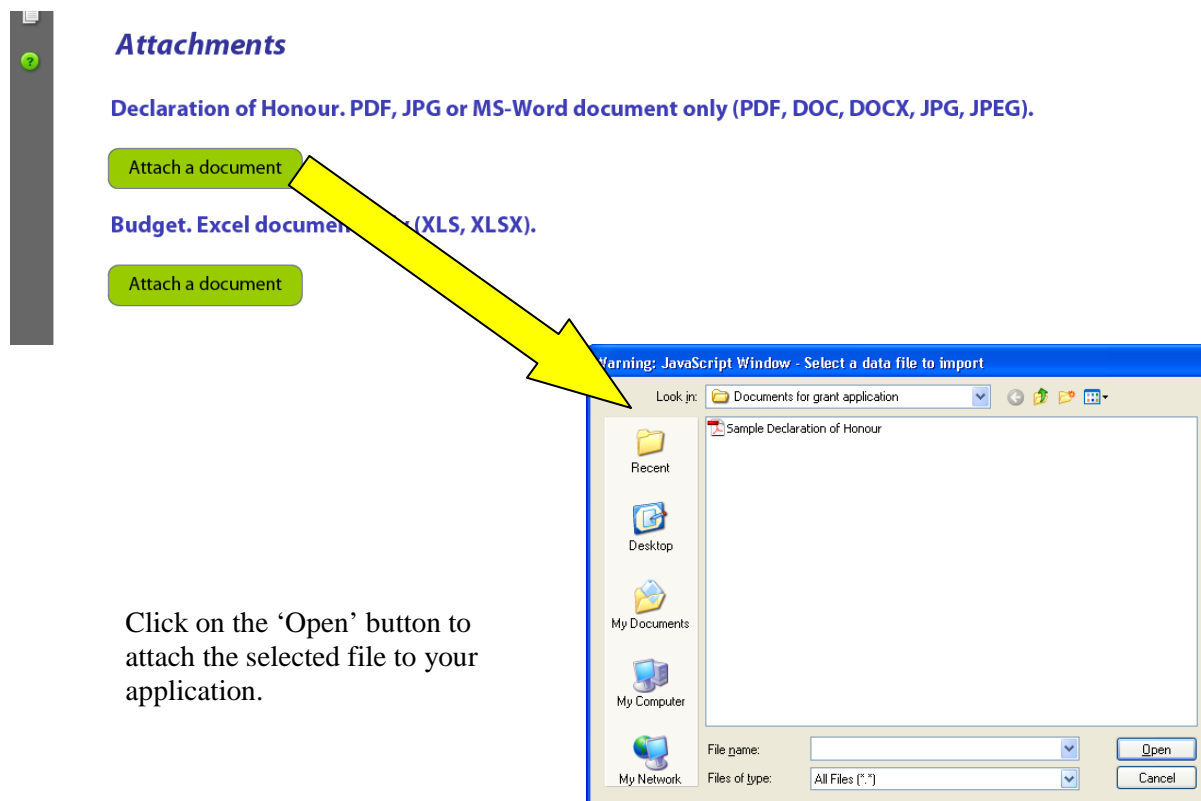 Attachments
Declaration of Honour. PDF, JPG or MS-Word document only (PDF, DOC, DOCX, JPG, JPEG).
Attach a document
Budget. Excel documen (XLS, XLSX).
Attach a document
Warning: JavaScript Window - Select a data file to import
Look in: Documents for grant application
Sample Declaration of Honour
Recent
Desktop
My Documents
My Computer
My Network
Click on the ‘Open’ button to
attach the selected file to your
application.
File name: Open
Files of type: All Files (*.*) Cancel